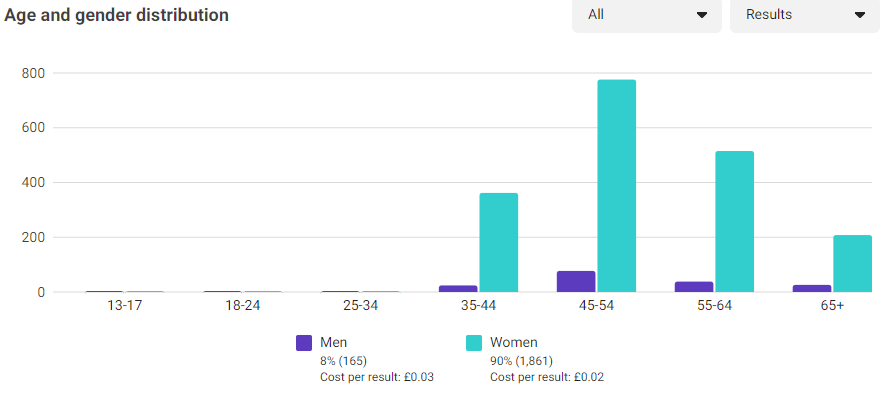 Age and gender distribution
All
Results
800
600
400
200
0
13-17
18-24
25-34
35-44
45-54
55-64
65+
Men
8% (165)
Cost per result: £0.03
Women
90% (1,861)
Cost per result: £0.02